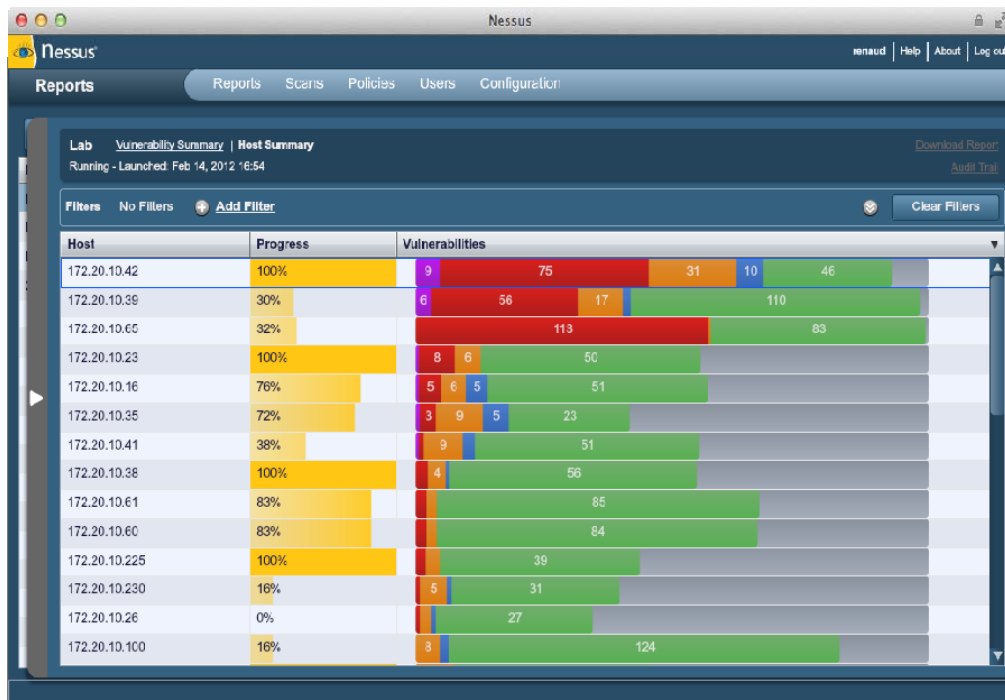 Nessus
Nessus
renaud | Help | About | Log out
Reports
Reports Scans Policies Users Configuration
Lab Vulnerability Summary | Host Summary
Download Report
Running - Launched: Feb 14, 2012 16:54
Audit Trail
Filters No Filters Add Filter Clear Filters
Host Progress Vulnerabilities
172.20.10.42 100% 9 75 31 10 46
172.20.10.39 30% 6 56 17 110
172.20.10.65 32% 113 83
172.20.10.23 100% 8 6 50
172.20.10.16 76% 5 6 5 51
172.20.10.35 72% 3 9 5 23
172.20.10.41 38% 9 51
172.20.10.38 100% 4 56
172.20.10.61 83% 85
172.20.10.60 83% 84
172.20.10.225 100% 39
172.20.10.230 16% 5 31
172.20.10.26 0% 27
172.20.10.100 16% 8 124